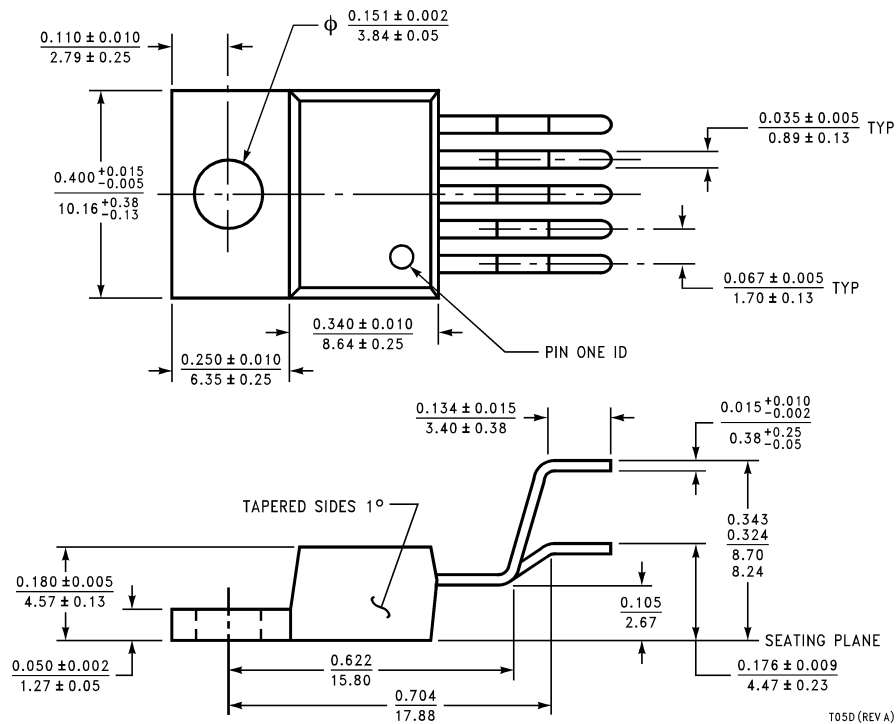 ϕ 0.151 ± 0.002
3.84 ± 0.05
0.110 ± 0.010
2.79 ± 0.25
0.035 ± 0.005 TYP
0.89 ± 0.13
0.400 +0.015 -0.005
10.16 +0.38 -0.13
0.067 ± 0.005 TYP
1.70 ± 0.13
0.340 ± 0.010
8.64 ± 0.25
PIN ONE ID
0.250 ± 0.010
6.35 ± 0.25
0.134 ± 0.015
3.40 ± 0.38
0.015 +0.010 -0.002
0.38 +0.25 -0.05
TAPERED SIDES 1°
0.343
0.324
8.70
8.24
0.180 ± 0.005
4.57 ± 0.13
0.105
2.67
SEATING PLANE
0.050 ± 0.002
1.27 ± 0.05
0.622
15.80
0.176 ± 0.009
4.47 ± 0.23
0.704
17.88
T05D (REV A)